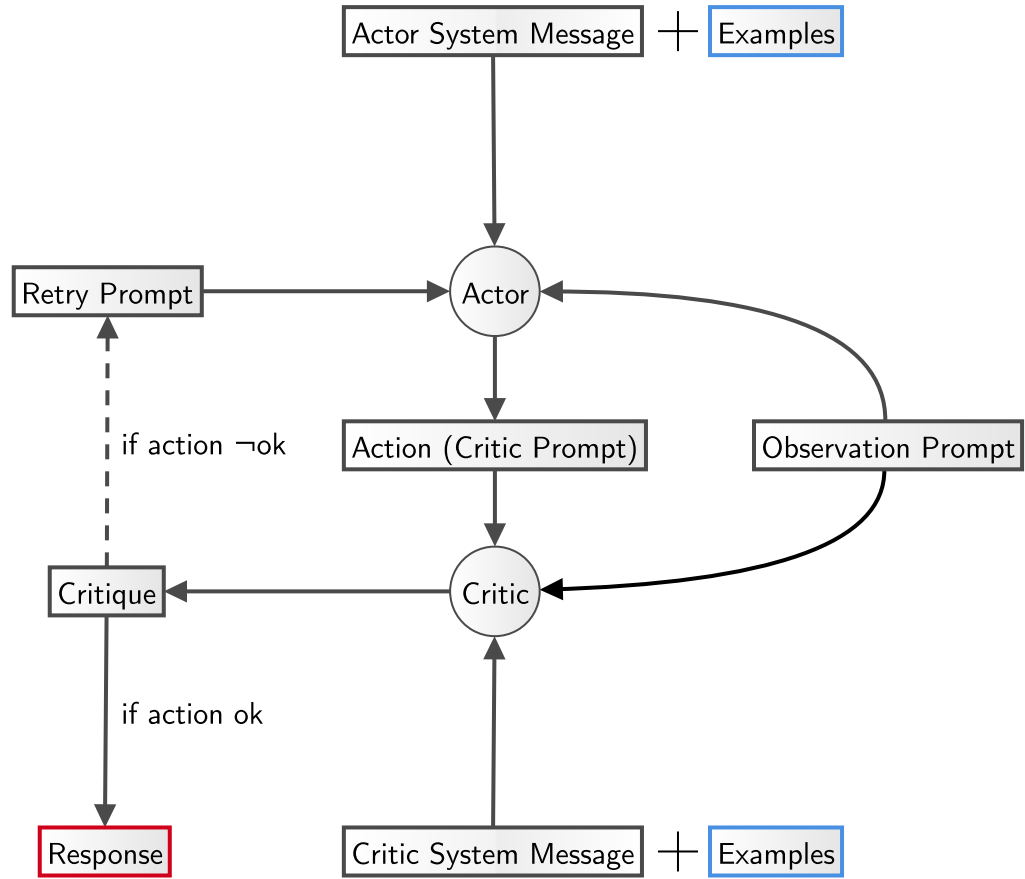 Actor System Message + Examples
Retry Prompt
Actor
if action ¬ok
Action (Critic Prompt)
Observation Prompt
Critique
Critic
if action ok
Response
Critic System Message + Examples